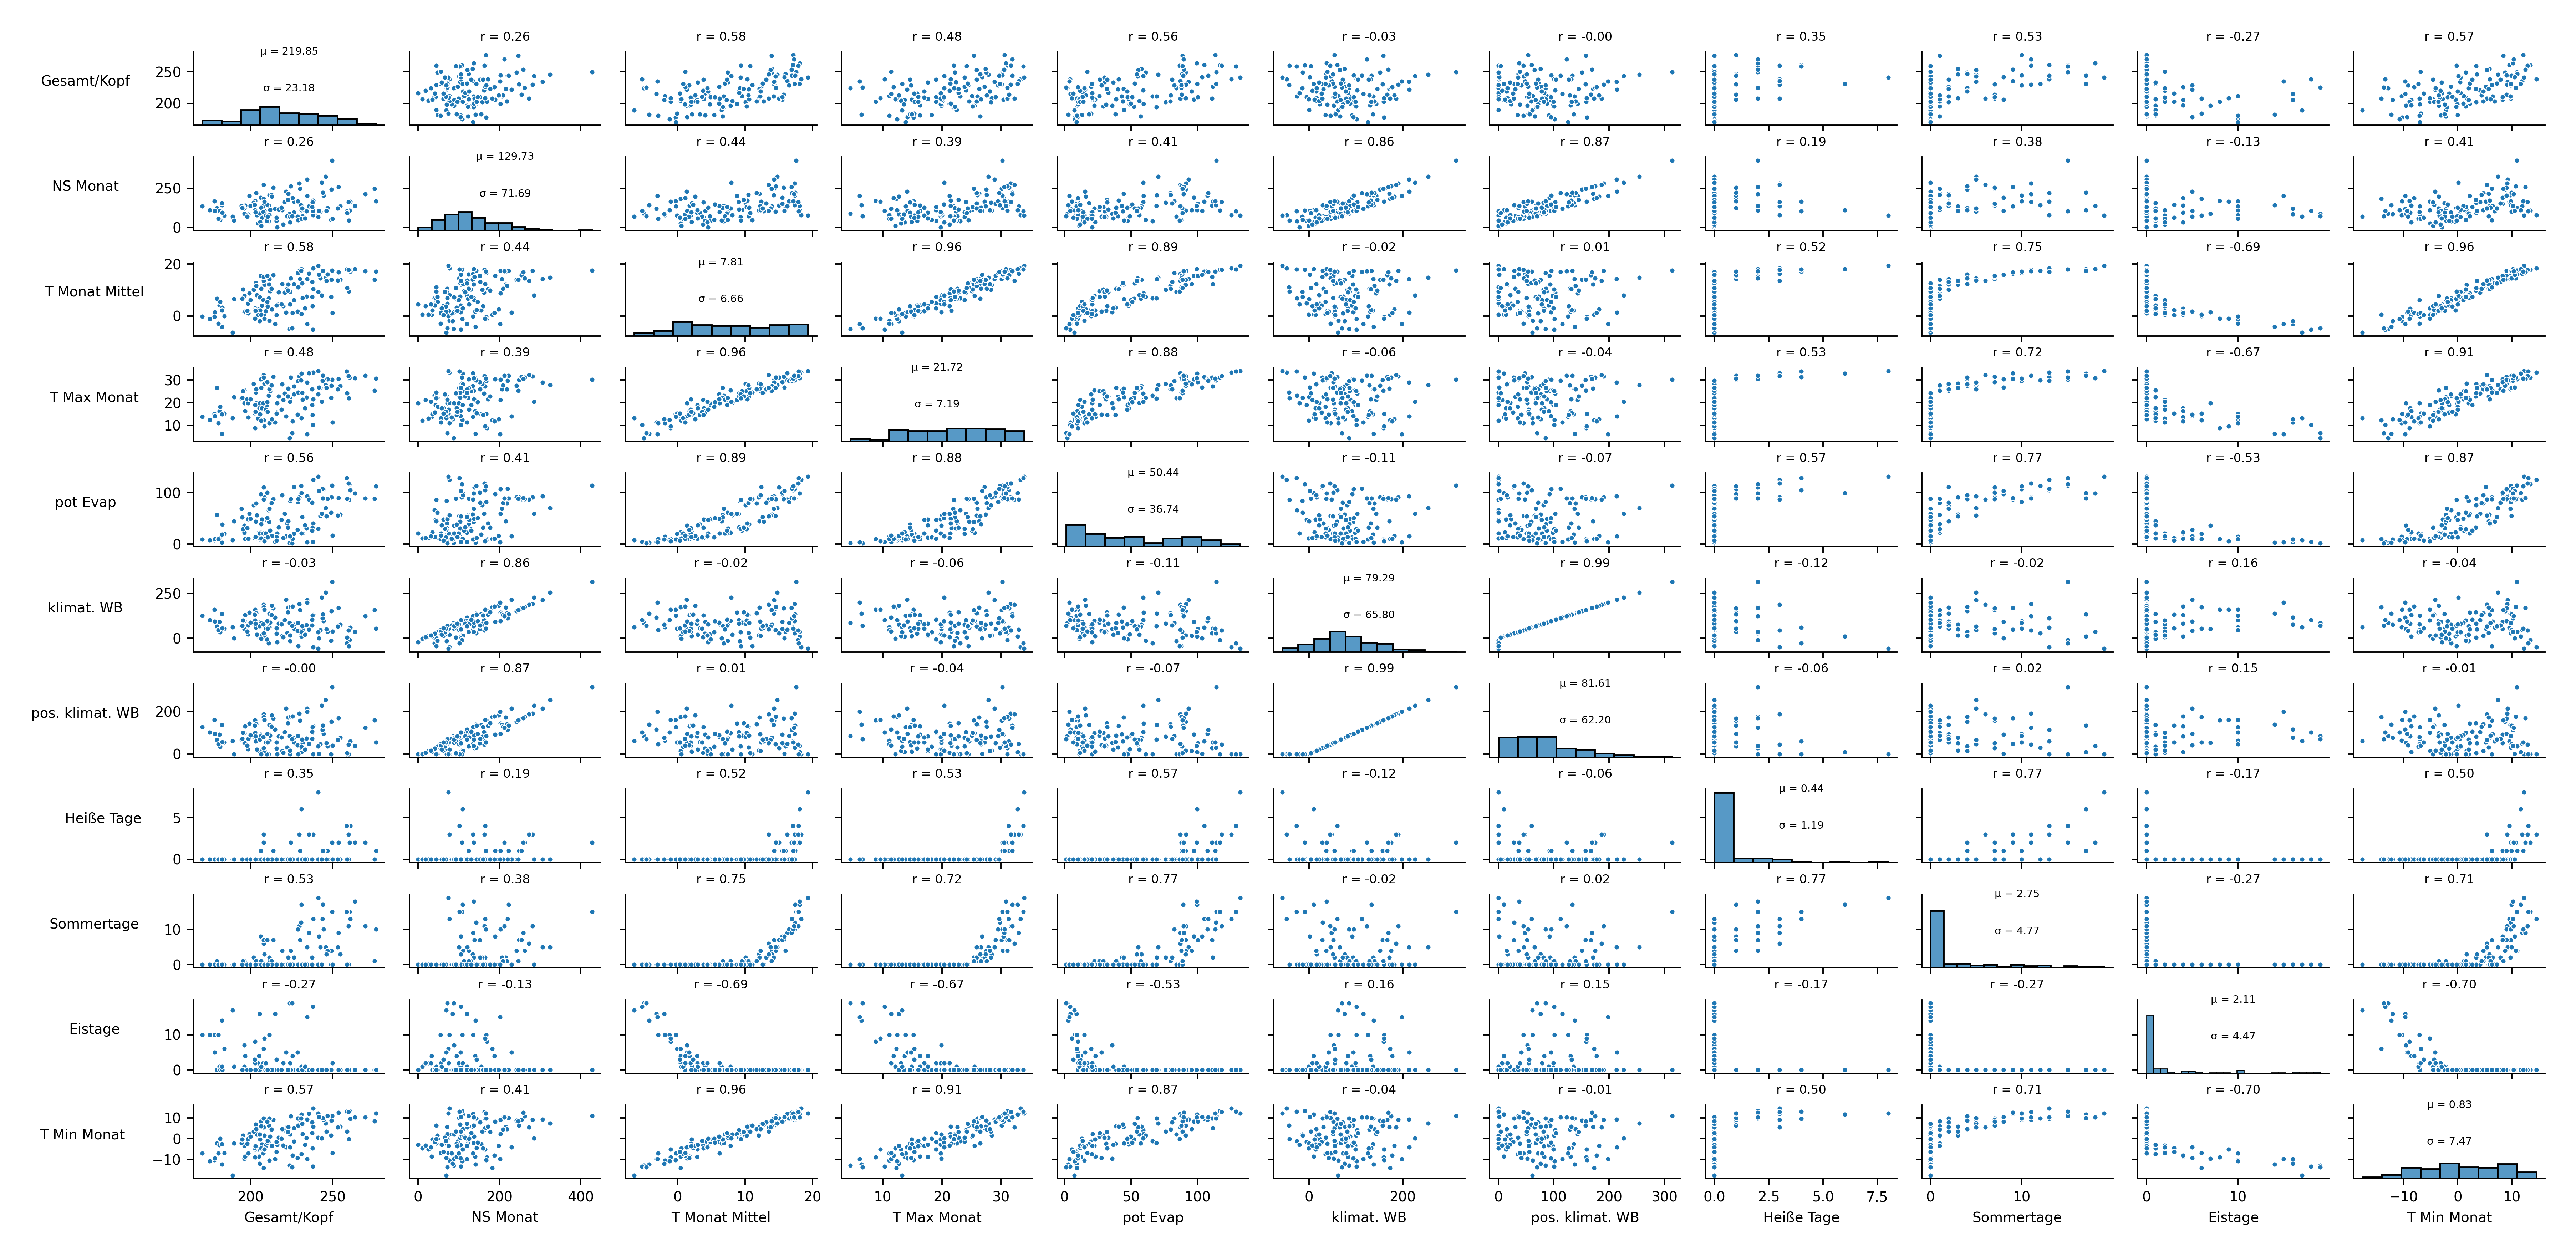 r = 0.26 r = 0.58 r = 0.48 r = 0.56 r = -0.03 r = -0.00 r = 0.35 r = 0.53 r = -0.27 r = 0.57
Gesamt/Kopf 250 200 μ = 219.85
σ = 23.18
r = 0.26 r = 0.44 r = 0.39 r = 0.41 r = 0.86 r = 0.87 r = 0.19 r = 0.38 r = -0.13 r = 0.41
NS Monat 250 0 μ = 129.73
σ = 71.69
r = 0.58 r = 0.44 r = 0.96 r = 0.89 r = -0.02 r = 0.01 r = 0.52 r = 0.75 r = -0.69 r = 0.96
T Monat Mittel 20 0 μ = 7.81
σ = 6.66
r = 0.48 r = 0.39 r = 0.96 r = 0.88 r = -0.06 r = -0.04 r = 0.53 r = 0.72 r = -0.67 r = 0.91
T Max Monat 30 20 10 μ = 21.72
σ = 7.19
r = 0.56 r = 0.41 r = 0.89 r = 0.88 r = -0.11 r = -0.07 r = 0.57 r = 0.77 r = -0.53 r = 0.87
pot Evap 100 0 μ = 50.44
σ = 36.74
r = -0.03 r = 0.86 r = -0.02 r = -0.06 r = -0.11 r = 0.99 r = -0.12 r = -0.02 r = 0.16 r = -0.04
klimat. WB 250 0 μ = 79.29
σ = 65.80
r = -0.00 r = 0.87 r = 0.01 r = -0.04 r = -0.07 r = 0.99 r = -0.06 r = 0.02 r = 0.15 r = -0.01
pos. klimat. WB 200 0 μ = 81.61
σ = 62.20
r = 0.35 r = 0.19 r = 0.52 r = 0.53 r = 0.57 r = -0.12 r = -0.06 r = 0.77 r = -0.17 r = 0.50
Heiße Tage 5 0 μ = 0.44
σ = 1.19
r = 0.53 r = 0.38 r = 0.75 r = 0.72 r = 0.77 r = -0.02 r = 0.02 r = 0.77 r = -0.27 r = 0.71
Sommertage 10 0 μ = 2.75
σ = 4.77
r = -0.27 r = -0.13 r = -0.69 r = -0.67 r = -0.53 r = 0.16 r = 0.15 r = -0.17 r = -0.27 r = -0.70
Eistage 10 0 μ = 2.11
σ = 4.47
r = 0.57 r = 0.41 r = 0.96 r = 0.91 r = 0.87 r = -0.04 r = -0.01 r = 0.50 r = 0.71 r = -0.70
T Min Monat 10 0 −10 μ = 0.83
σ = 7.47
200 250 0 200 400 0 10 20 10 20 30 0 50 100 0 200 0 100 200 300 0.0 2.5 5.0 7.5 0 10 0 10 −10 0 10
Gesamt/Kopf NS Monat T Monat Mittel T Max Monat pot Evap klimat. WB pos. klimat. WB Heiße Tage Sommertage Eistage T Min Monat